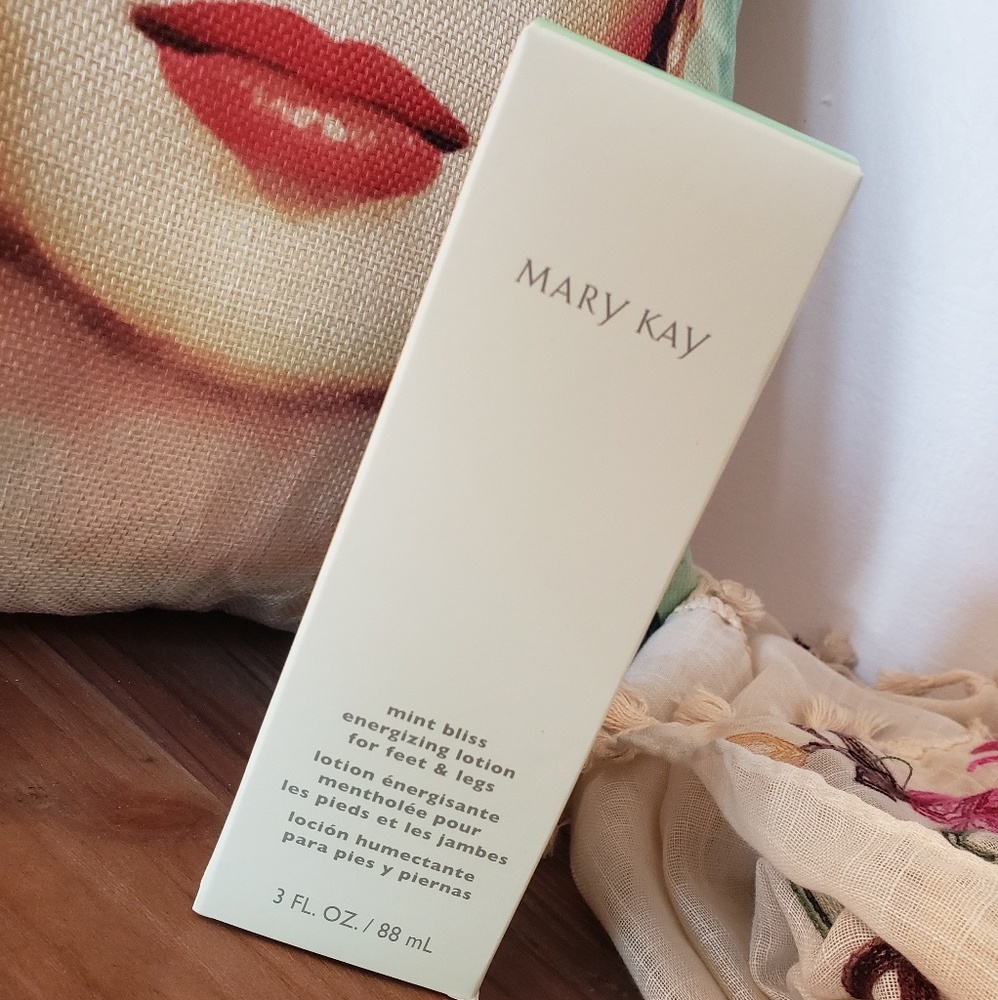 MARY KAY
mint bliss
energizing lotion
for feet & legs
lotion énergisante
mentholée pour
les pieds et les jambes
loción humectante
para pies y piernas
3 FL. OZ. / 88 mL